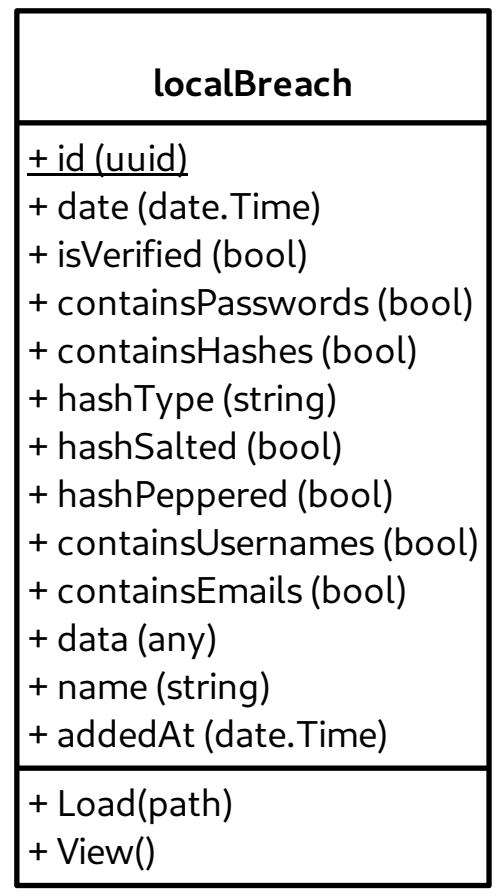 localBreach
+ id (uuid)
+ date (date.Time)
+ isVerified (bool)
+ containsPasswords (bool)
+ containsHashes (bool)
+ hashType (string)
+ hashSalted (bool)
+ hashPeppered (bool)
+ containsUsernames (bool)
+ containsEmails (bool)
+ data (any)
+ name (string)
+ addedAt (date.Time)
+ Load(path)
+ View()